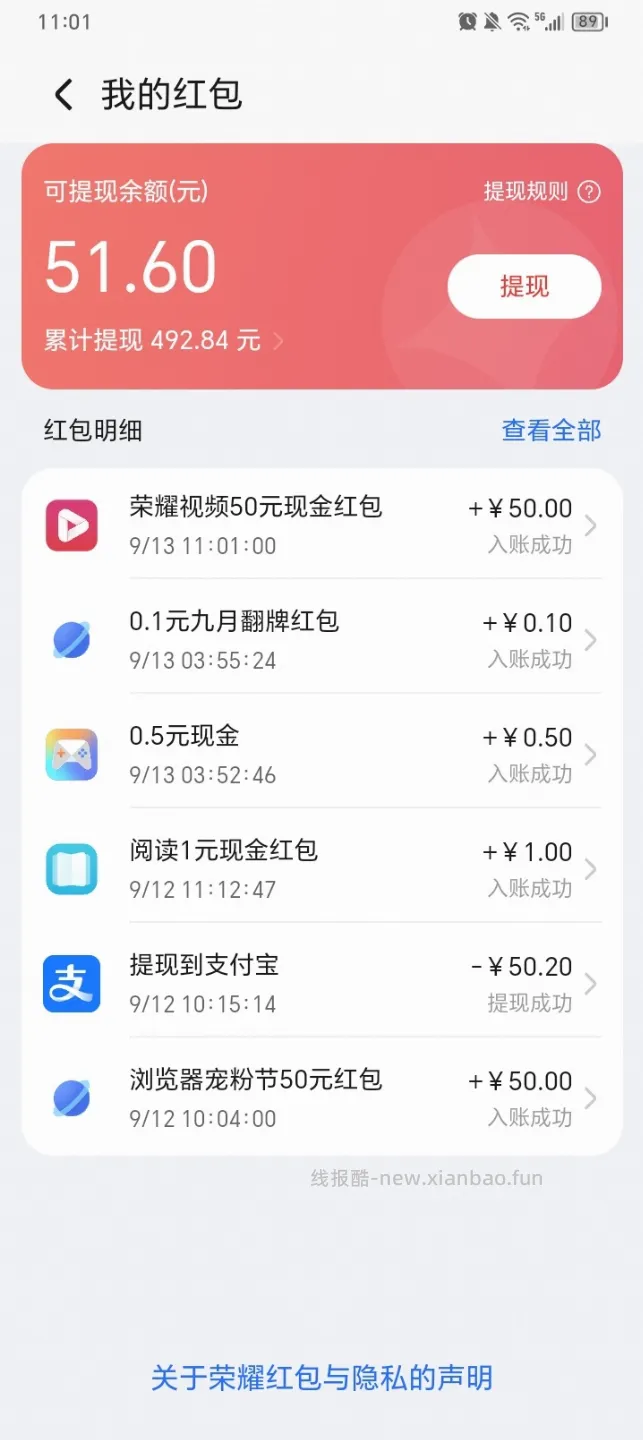 11:01
5G
89
我的红包
可提现余额(元)
提现规则 ?
51.60
提现
累计提现 492.84 元
红包明细
查看全部
荣耀视频50元现金红包
+¥50.00
9/13 11:01:00
入账成功
0.1元九月翻牌红包
+¥0.10
9/13 03:55:24
入账成功
0.5元现金
+¥0.50
9/13 03:52:46
入账成功
阅读1元现金红包
+¥1.00
9/12 11:12:47
入账成功
支
提现到支付宝
-¥50.20
9/12 10:15:14
提现成功
浏览器宠粉节50元红包
+¥50.00
9/12 10:04:00
入账成功
线报酷-new.xianbao.fun
关于荣耀红包与隐私的声明